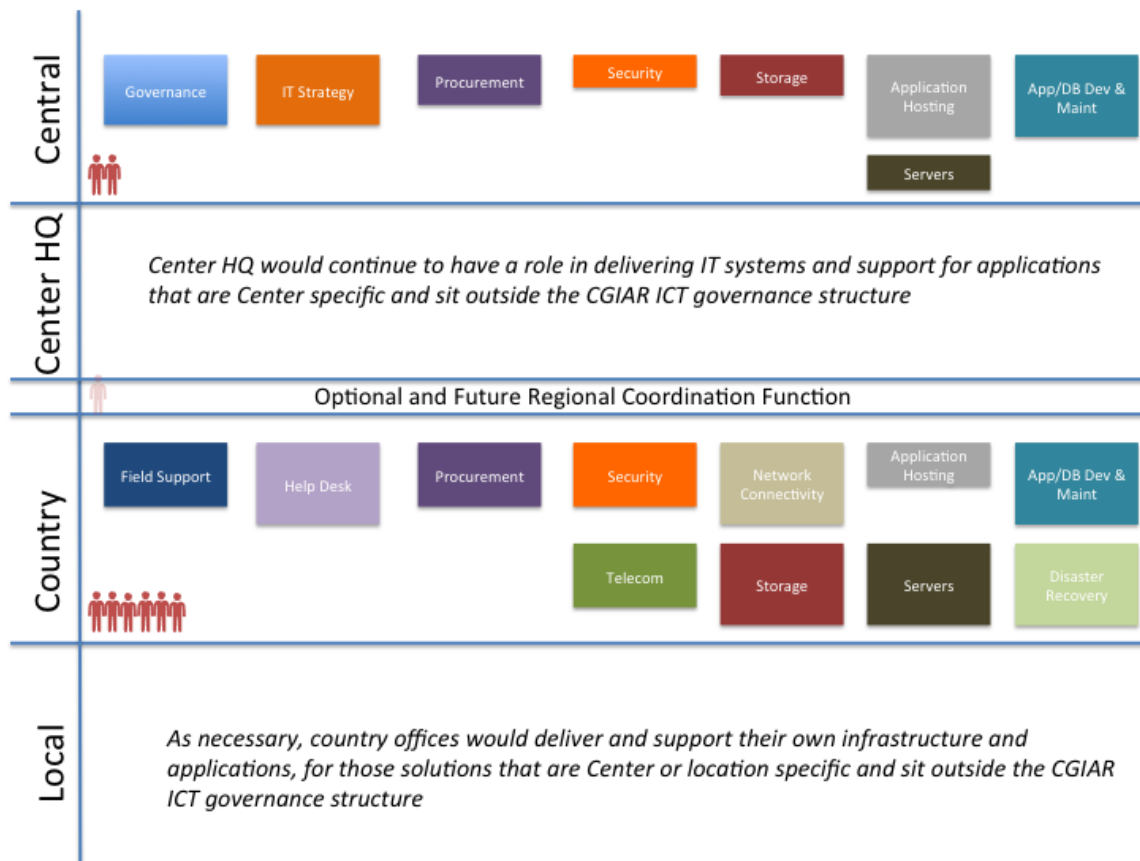 Central
Governance
IT Strategy
Procurement
Security
Storage
Application
Hosting
App/DB Dev &
Maint
Servers
Center HQ
Center HQ would continue to have a role in delivering IT systems and support for applications
that are Center specific and sit outside the CGIAR ICT governance structure
Optional and Future Regional Coordination Function
Country
Field Support
Help Desk
Procurement
Security
Network
Connectivity
Application
Hosting
App/DB Dev &
Maint
Telecom
Storage
Servers
Disaster
Recovery
Local
As necessary, country offices would deliver and support their own infrastructure and
applications, for those solutions that are Center or location specific and sit outside the CGIAR
ICT governance structure